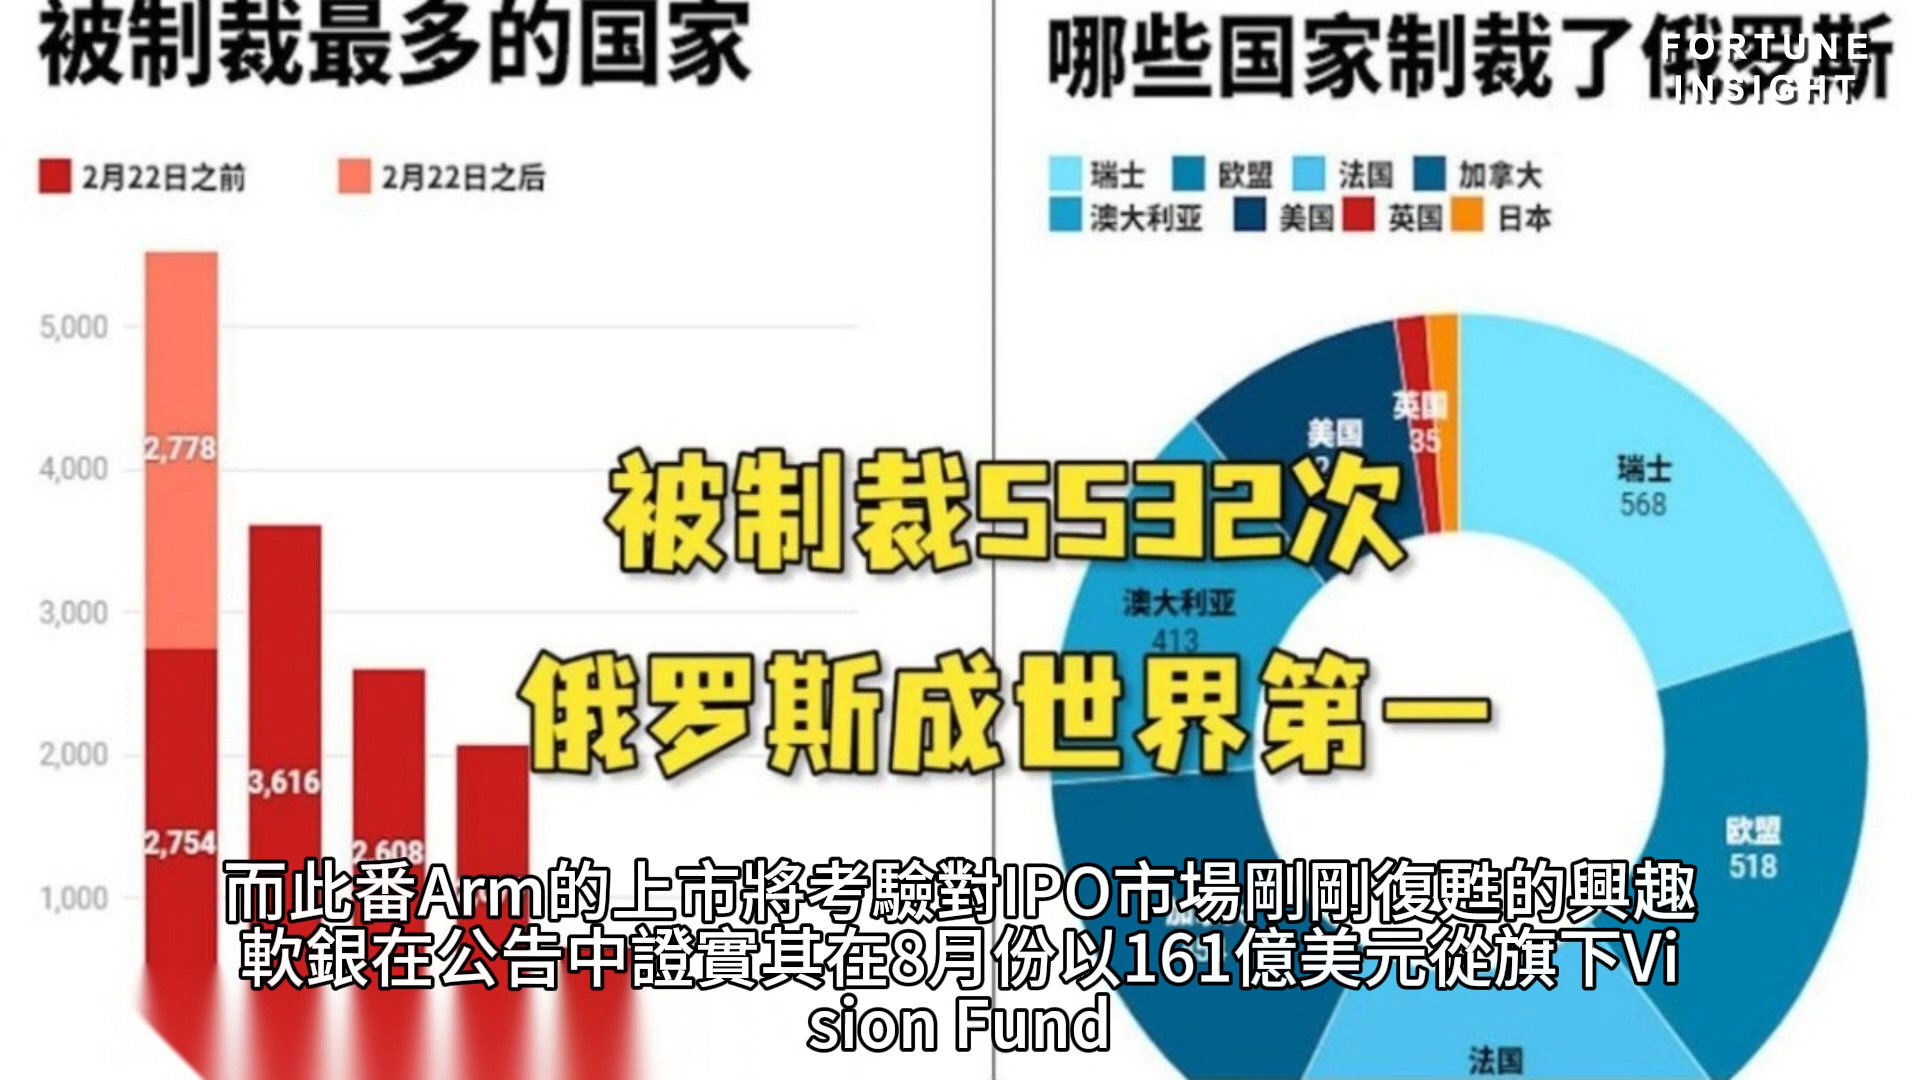 被制裁最多的国家
2月22日之前
2月22日之后
5,000
4,000
3,000
2,000
1,000
2,778
2,754
3,616
2,608
哪些国家制裁了俄罗斯
FORTUNE
INSIGHT
瑞士 欧盟 法国 加拿大
澳大利亚 美国 英国 日本
美国
英国
35
瑞士
568
澳大利亚
413
欧盟
518
法国
被制裁5532次
俄罗斯成世界第一
而此番Arm的上市將考驗對IPO市場剛剛復甦的興趣
軟銀在公告中證實其在8月份以161億美元從旗下Vi
sion Fund